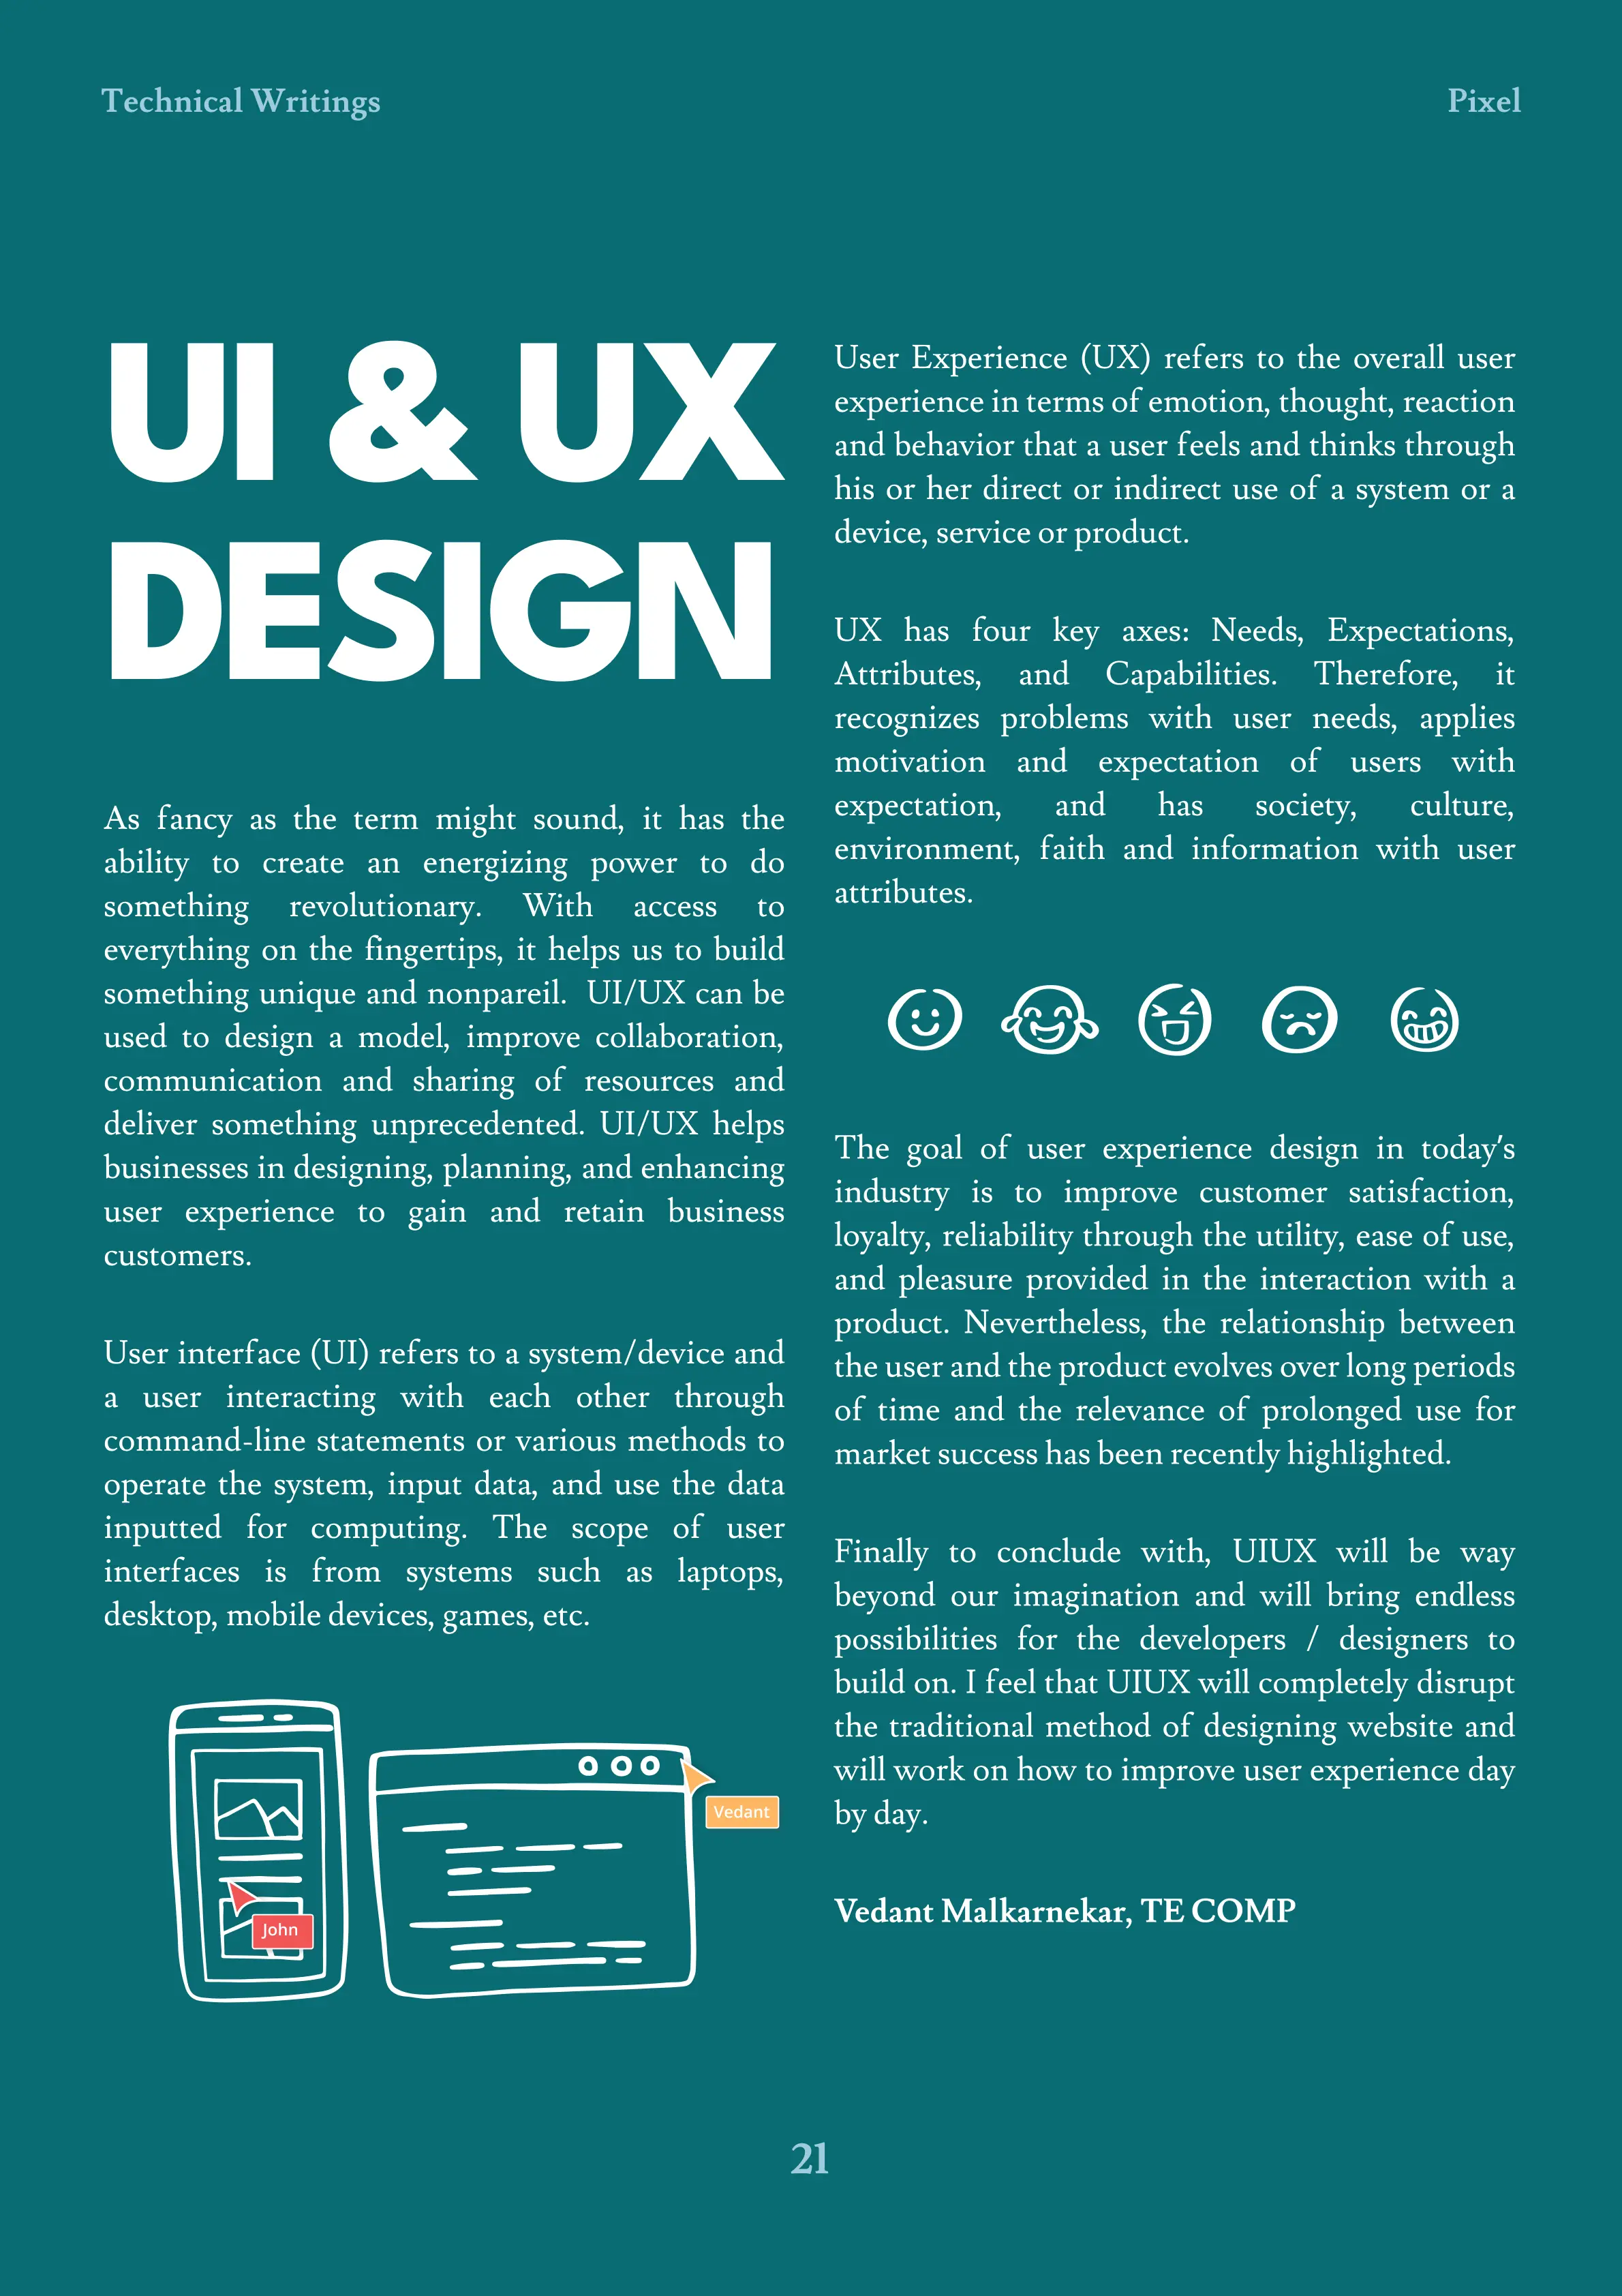 Technical Writings
Pixel
UI & UX
DESIGN
As fancy as the term might sound, it has the
ability to create an energizing power to do
something revolutionary. With access to
everything on the fingertips, it helps us to build
something unique and nonpareil. UI/UX can be
used to design a model, improve collaboration,
communication and sharing of resources and
deliver something unprecedented. UI/UX helps
businesses in designing, planning, and enhancing
user experience to gain and retain business
customers.
User interface (UI) refers to a system/device and
a user interacting with each other through
command-line statements or various methods to
operate the system, input data, and use the data
inputted for computing. The scope of user
interfaces is from systems such as laptops,
desktop, mobile devices, games, etc.
Vedant
John
User Experience (UX) refers to the overall user
experience in terms of emotion, thought, reaction
and behavior that a user feels and thinks through
his or her direct or indirect use of a system or a
device, service or product.
UX has four key axes: Needs, Expectations,
Attributes, and Capabilities. Therefore, it
recognizes problems with user needs, applies
motivation and expectation of users with
expectation, and has society, culture,
environment, faith and information with user
attributes.
The goal of user experience design in today's
industry is to improve customer satisfaction,
loyalty, reliability through the utility, ease of use,
and pleasure provided in the interaction with a
product. Nevertheless, the relationship between
the user and the product evolves over long periods
of time and the relevance of prolonged use for
market success has been recently highlighted.
Finally to conclude with, UIUX will be way
beyond our imagination and will bring endless
possibilities for the developers / designers to
build on. I feel that UIUX will completely disrupt
the traditional method of designing website and
will work on how to improve user experience day
by day.
Vedant Malkarnekar, TE COMP
21